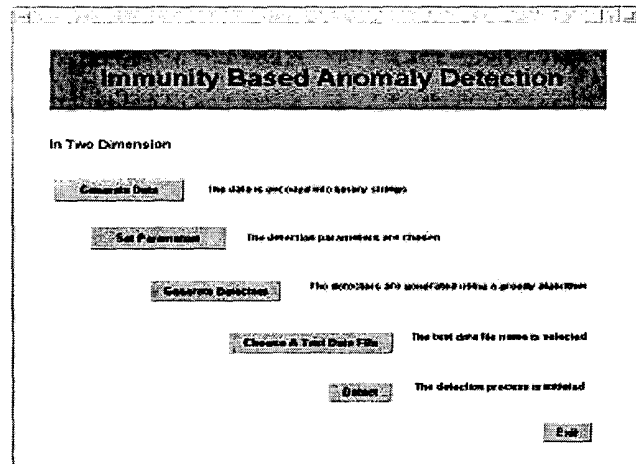 Immunity Based Anomaly Detection
In Two Dimension
Generate Data The data is encoded into binary strings
Set Parameters The detection parameters are chosen
Generate Detectors The detectors are generated using a greedy algorithm
Choose A Test Data File The test data file name is selected
Detect The detection process is initiated
Exit